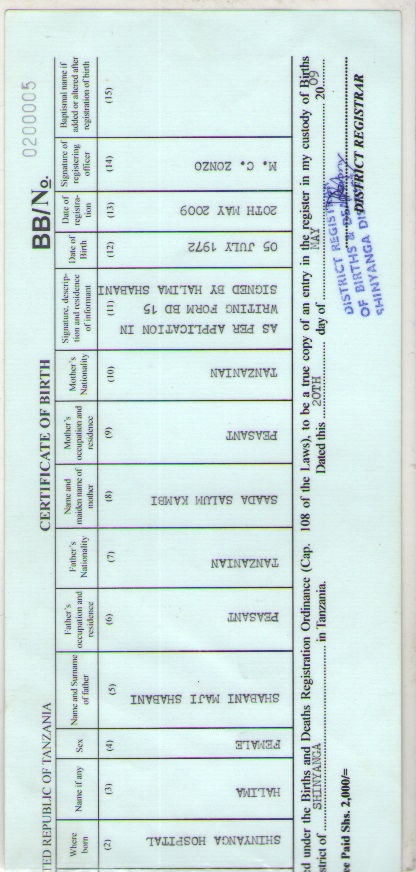 TED REPUBLIC OF TANZANIA
CERTIFICATE OF BIRTH
BB/No. 0200005
Where born
Name if any
Sex
Name and Surname of father
Father's occupation and residence
Father's Nationality
Name and maiden name of mother
Mother's occupation and residence
Mother's Nationality
Signature, description and residence of informant
Date of Birth
Date of registra-tion
Signature of registering officer
Baptismal name if added or altered after registration of birth
(2)
(3)
(4)
(5)
(6)
(7)
(8)
(9)
(10)
(11)
(12)
(13)
(14)
(15)
SHINYANGA HOSPITAL
HALIMA
FEMALE
SHABANI MAJI SHABANI
PEASANT
TANZANIAN
SAADA SALUM KAMBI
PEASANT
TANZANIAN
AS PER APPLICATION IN
WRITING FORM BD 15
SIGNED BY HALIMA SHABANI
05 JULY 1972
20TH MAY 2009
M. C. ZONZO
d under the Births and Deaths Registration Ordinance (Cap. 108 of the Laws), to be a true copy of an entry in the register in my custody of Births
strict of SHINYANGA in Tanzania. Dated this 20TH day of MAY 2009
DISTRICT REGISTRAR
OF BIRTHS &
SHINYANGA DI
DISTRICT REGISTRAR
e Paid Shs. 2,000/=